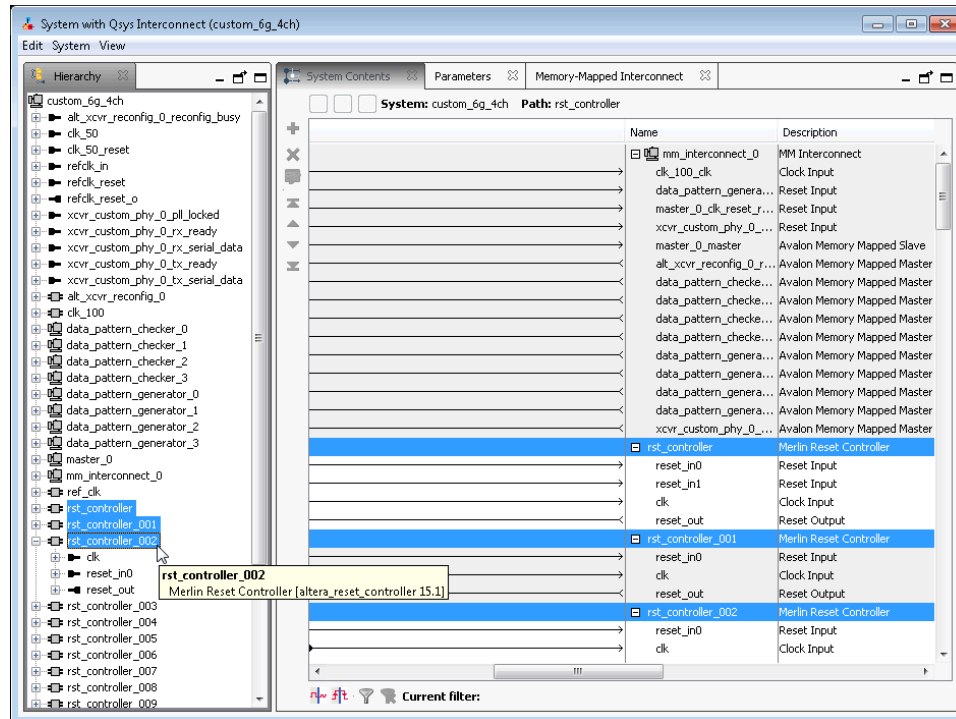 System with Qsys Interconnect (custom_6g_4ch)
Edit System View
Hierarchy
System Contents
Parameters
Memory-Mapped Interconnect
custom_6g_4ch
alt_xcvr_reconfig_0_reconfig_busy
clk_50
clk_50_reset
refclk_in
refclk_reset
refclk_reset_o
xcvr_custom_phy_0_pll_locked
xcvr_custom_phy_0_rx_ready
xcvr_custom_phy_0_rx_serial_data
xcvr_custom_phy_0_tx_ready
xcvr_custom_phy_0_tx_serial_data
alt_xcvr_reconfig_0
clk_100
data_pattern_checker_0
data_pattern_checker_1
data_pattern_checker_2
data_pattern_checker_3
data_pattern_generator_0
data_pattern_generator_1
data_pattern_generator_2
data_pattern_generator_3
master_0
mm_interconnect_0
ref_clk
rst_controller
rst_controller_001
rst_controller_002
clk
reset_in0
reset_out
rst_controller_003
rst_controller_004
rst_controller_005
rst_controller_006
rst_controller_007
rst_controller_008
rst_controller_009
rst_controller_002
Merlin Reset Controller [altera_reset_controller 15.1]
System: custom_6g_4ch Path: rst_controller
Name Description
mm_interconnect_0 MM Interconnect
clk_100_clk Clock Input
data_pattern_genera... Reset Input
master_0_clk_reset_r... Reset Input
xcvr_custom_phy_0_... Reset Input
master_0_master Avalon Memory Mapped Slave
alt_xcvr_reconfig_0_r... Avalon Memory Mapped Master
data_pattern_checke... Avalon Memory Mapped Master
data_pattern_checke... Avalon Memory Mapped Master
data_pattern_checke... Avalon Memory Mapped Master
data_pattern_checke... Avalon Memory Mapped Master
data_pattern_genera... Avalon Memory Mapped Master
data_pattern_genera... Avalon Memory Mapped Master
data_pattern_genera... Avalon Memory Mapped Master
data_pattern_genera... Avalon Memory Mapped Master
xcvr_custom_phy_0_... Avalon Memory Mapped Master
rst_controller Merlin Reset Controller
reset_in0 Reset Input
reset_in1 Reset Input
clk Clock Input
reset_out Reset Output
rst_controller_001 Merlin Reset Controller
reset_in0 Reset Input
clk Clock Input
reset_out Reset Output
rst_controller_002 Merlin Reset Controller
reset_in0 Reset Input
clk Clock Input
Current filter: